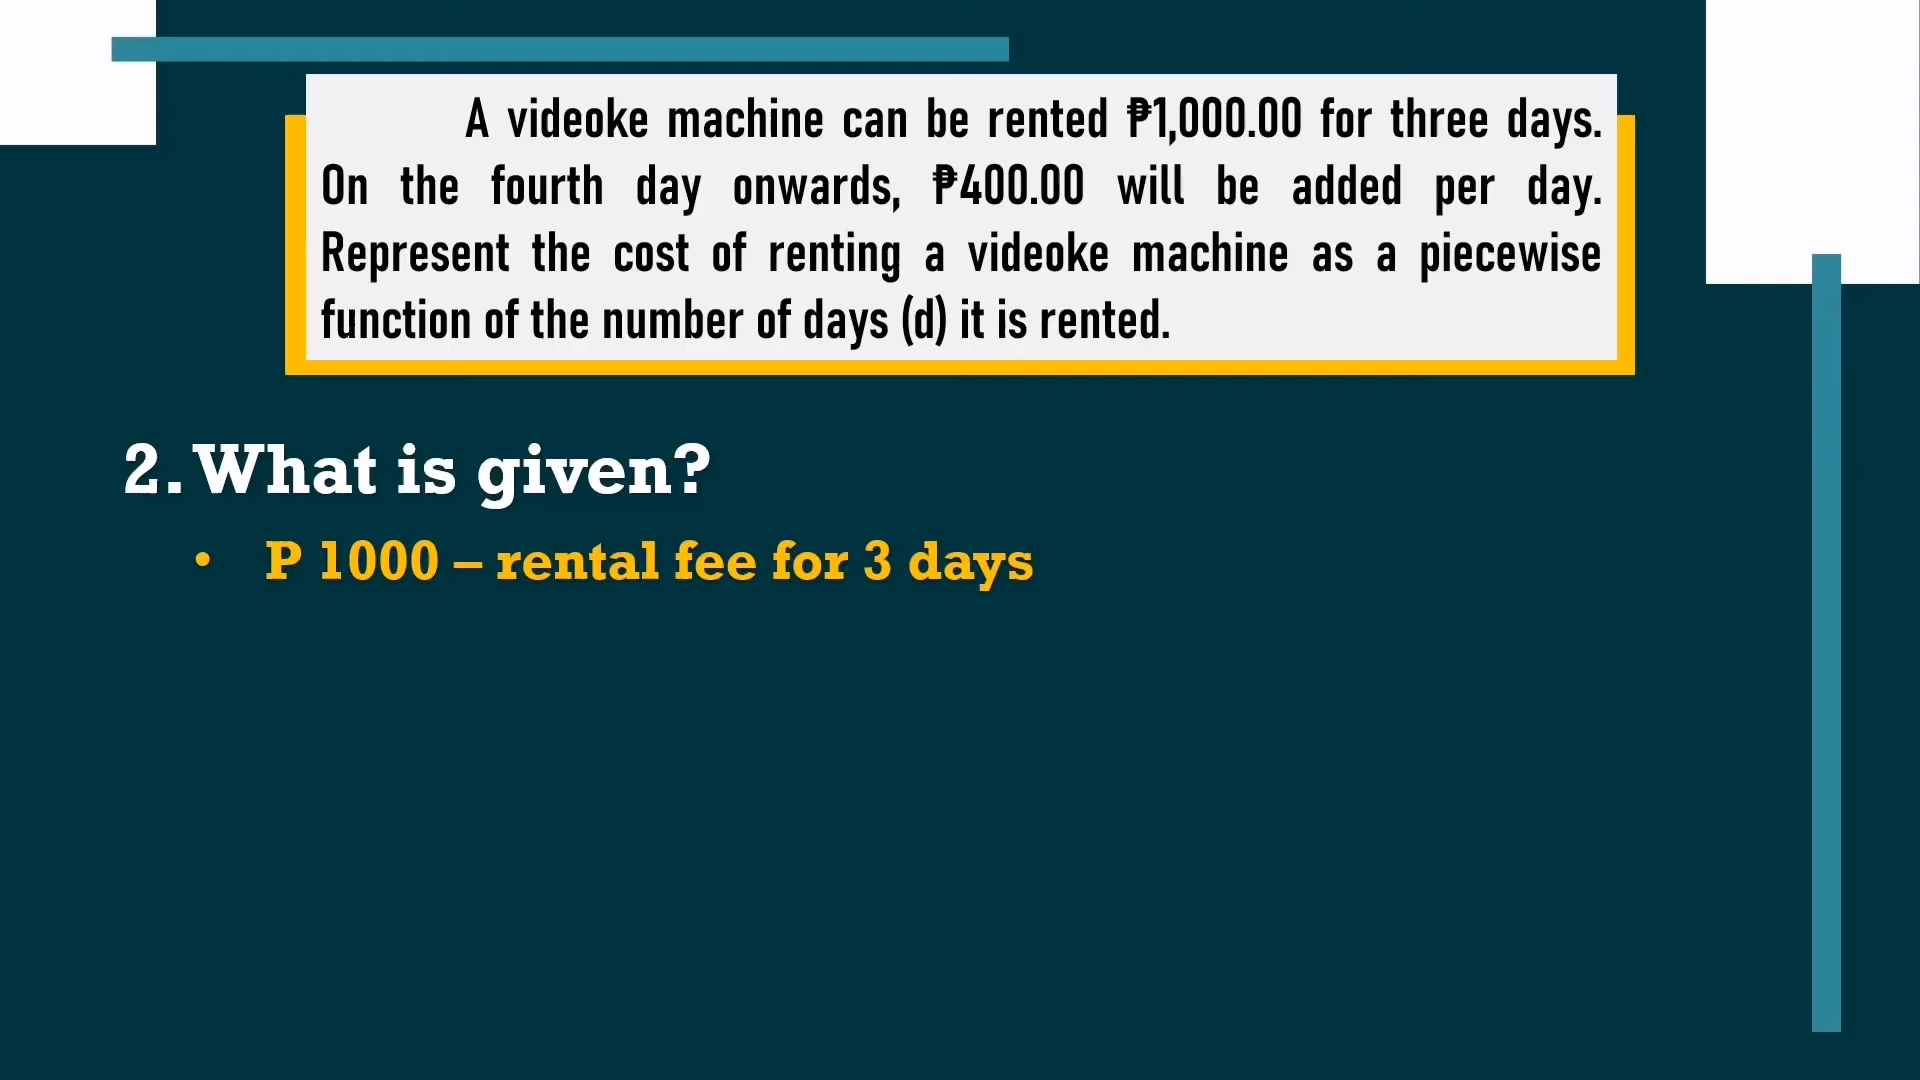 A videoke machine can be rented ₱1,000.00 for three days.
On the fourth day onwards, ₱400.00 will be added per day.
Represent the cost of renting a videoke machine as a piecewise
function of the number of days (d) it is rented.
2. What is given?
• P 1000 – rental fee for 3 days